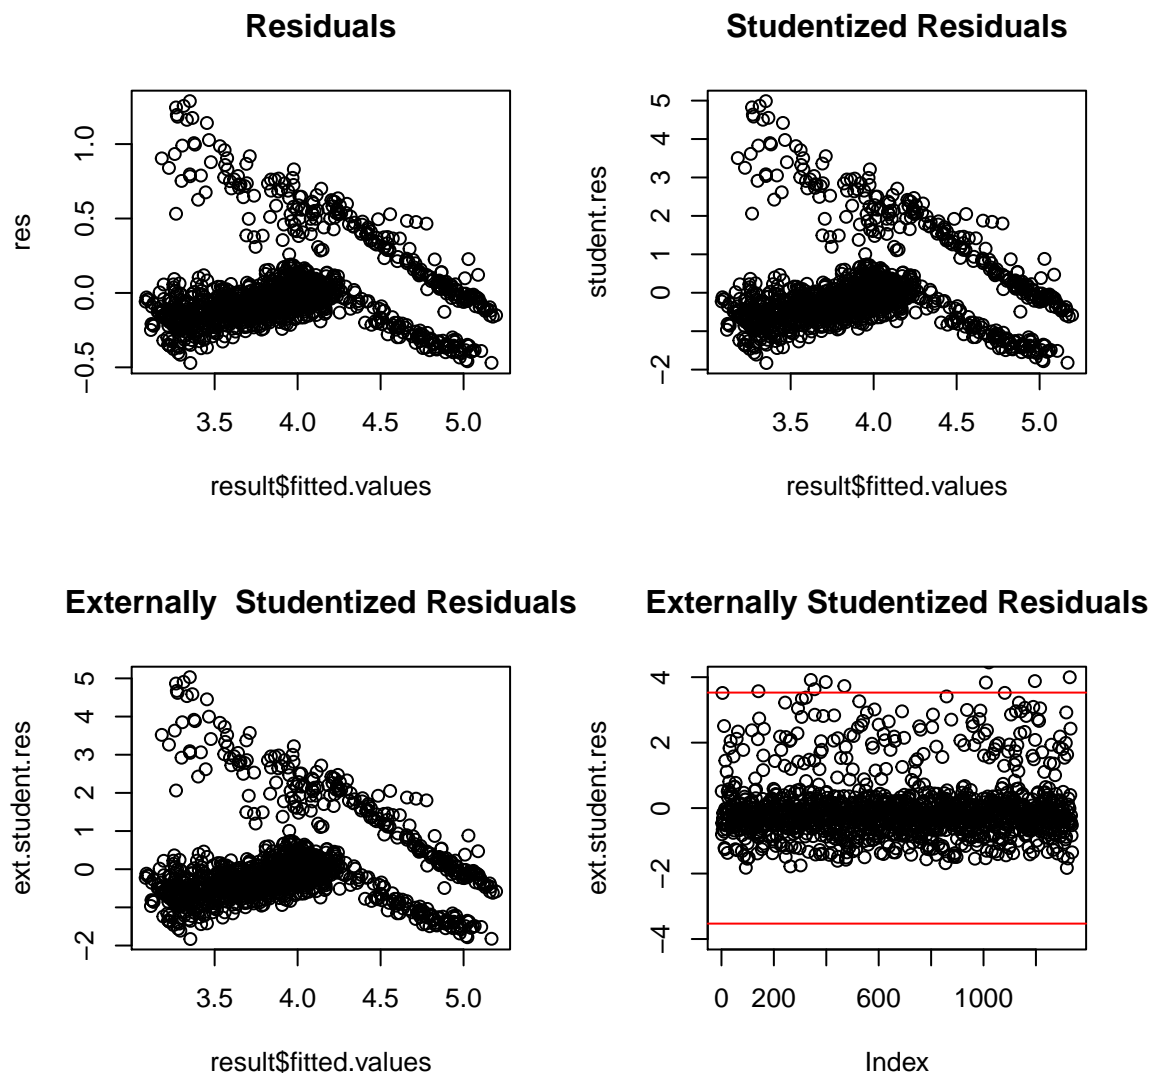 Residuals
res
−0.5 0.0 0.5 1.0
3.5 4.0 4.5 5.0
result$fitted.values
Studentized Residuals
student.res
−2 0 1 2 3 4 5
3.5 4.0 4.5 5.0
result$fitted.values
Externally  Studentized Residuals
ext.student.res
−2 0 1 2 3 4 5
3.5 4.0 4.5 5.0
result$fitted.values
Externally Studentized Residuals
ext.student.res
−4 −2 0 2 4
0 200 600 1000
Index